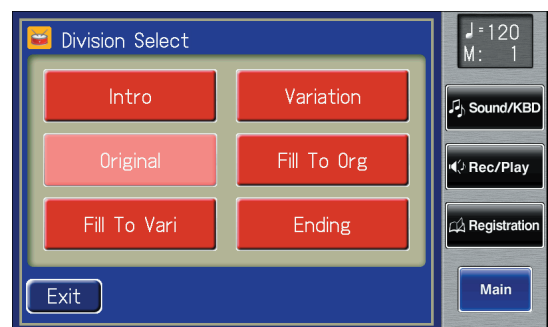 Division Select
Intro
Variation
Original
Fill To Org
Fill To Vari
Ending
Exit
♩=120
M: 1
Sound/KBD
Rec/Play
Registration
Main